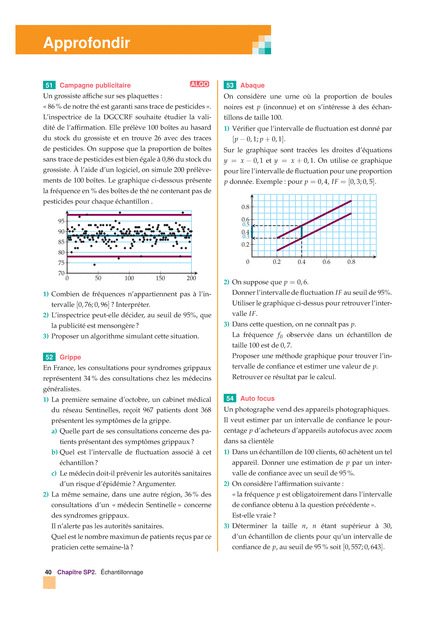 Approfondir
51 Campagne publicitaire ALGO
Un grossiste affiche sur ses plaquettes :
« 86 % de notre thé est garanti sans trace de pesticides ».
L'inspectrice de la DGCCRF souhaite étudier la vali-
dité de l'affirmation. Elle prélève 100 boîtes au hasard
du stock du grossiste et en trouve 26 avec des traces
de pesticides. On suppose que la proportion de boîtes
sans trace de pesticides est bien égale à 0,86 du stock du
grossiste. À l'aide d'un logiciel, on simule 200 prélève-
ments de 100 boîtes. Le graphique ci-dessous présente
la fréquence en % des boîtes de thé ne contenant pas de
pesticides pour chaque échantillon .
95
90
85
80
75
70
0 50 100 150 200
1) Combien de fréquences n'appartiennent pas à l'in-
tervalle [0, 76; 0, 96] ? Interpréter.
2) L'inspectrice peut-elle décider, au seuil de 95%, que
la publicité est mensongère ?
3) Proposer un algorithme simulant cette situation.
52 Grippe
En France, les consultations pour syndromes grippaux
représentent 34 % des consultations chez les médecins
généralistes.
1) La première semaine d'octobre, un cabinet médical
du réseau Sentinelles, reçoit 967 patients dont 368
présentent les symptômes de la grippe.
a) Quelle part de ses consultations concerne des pa-
tients présentant des symptômes grippaux ?
b) Quel est l'intervalle de fluctuation associé à cet
échantillon ?
c) Le médecin doit-il prévenir les autorités sanitaires
d'un risque d'épidémie ? Argumenter.
2) La même semaine, dans une autre région, 36 % des
consultations d'un « médecin Sentinelle » concerne
des syndromes grippaux.
Il n'alerte pas les autorités sanitaires.
Quel est le nombre maximun de patients reçus par ce
praticien cette semaine-là ?
53 Abaque
On considère une urne où la proportion de boules
noires est p (inconnue) et on s'intéresse à des échan-
tillons de taille 100.
1) Vérifier que l'intervalle de fluctuation est donné par
[p − 0, 1; p + 0, 1].
Sur le graphique sont tracées les droites d'équations
y = x − 0, 1 et y = x + 0, 1. On utilise ce graphique
pour lire l'intervalle de fluctuation pour une proportion
p donnée. Exemple : pour p = 0, 4, IF = [0, 3; 0, 5].
0.8
0.6
0.5
0.4
0.3
0.2
0 0.2 0.4 0.6 0.8
2) On suppose que p = 0, 6.
Donner l'intervalle de fluctuation IF au seuil de 95%.
Utiliser le graphique ci-dessus pour retrouver l'inter-
valle IF.
3) Dans cette question, on ne connaît pas p.
La fréquence f₀ observée dans un échantillon de
taille 100 est de 0, 7.
Proposer une méthode graphique pour trouver l'in-
tervalle de confiance et estimer une valeur de p.
Retrouver ce résultat par le calcul.
54 Auto focus
Un photographe vend des appareils photographiques.
Il veut estimer par un intervalle de confiance le pour-
centage p d'acheteurs d'appareils autofocus avec zoom
dans sa clientèle
1) Dans un échantillon de 100 clients, 60 achètent un tel
appareil. Donner une estimation de p par un inter-
valle de confiance avec un seuil de 95 %.
2) On considère l'affirmation suivante :
« la fréquence p est obligatoirement dans l'intervalle
de confiance obtenu à la question précédente ».
Est-elle vraie ?
3) Déterminer la taille n, n étant supérieur à 30,
d'un échantillon de clients pour qu'un intervalle de
confiance de p, au seuil de 95 % soit [0, 557; 0, 643].
40 Chapitre SP2. Échantillonnage